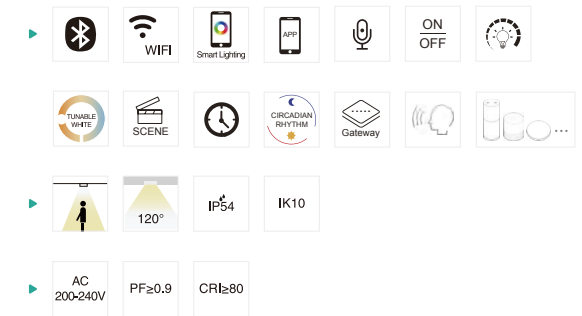 WIFI
Smart Lighting
APP
ON
OFF
TUNABLE
WHITE
SCENE
CIRCADIAN
RHYTHM
Gateway
...
120°
IP54
IK10
AC
200-240V
PF≥0.9
CRI≥80